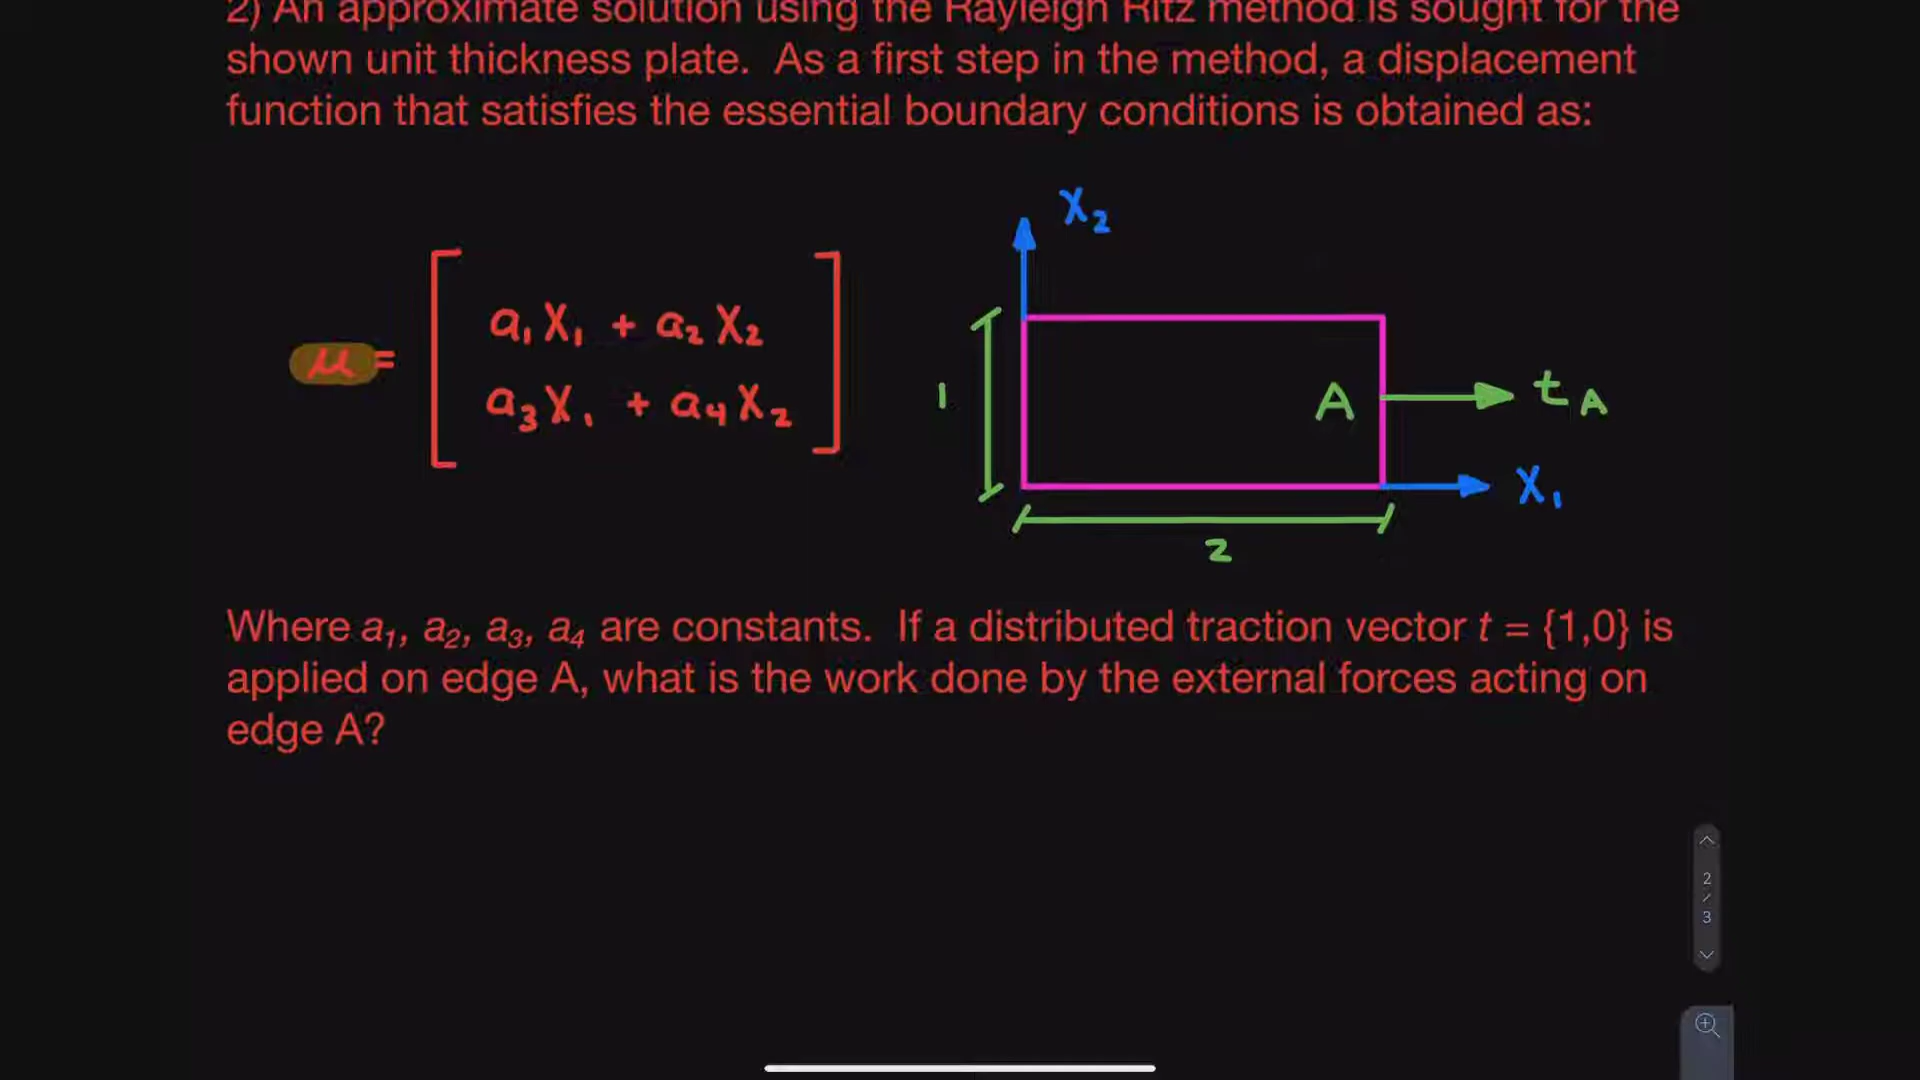 2) An approximate solution using the Rayleigh Ritz method is sought for the
shown unit thickness plate. As a first step in the method, a displacement
function that satisfies the essential boundary conditions is obtained as:
X₂
u = [ a₁X₁ + a₂X₂
a₃X₁ + a₄X₂ ]
1
A
t_A
X₁
2
Where a₁, a₂, a₃, a₄ are constants. If a distributed traction vector t = {1,0} is
applied on edge A, what is the work done by the external forces acting on
edge A?
2
/
3